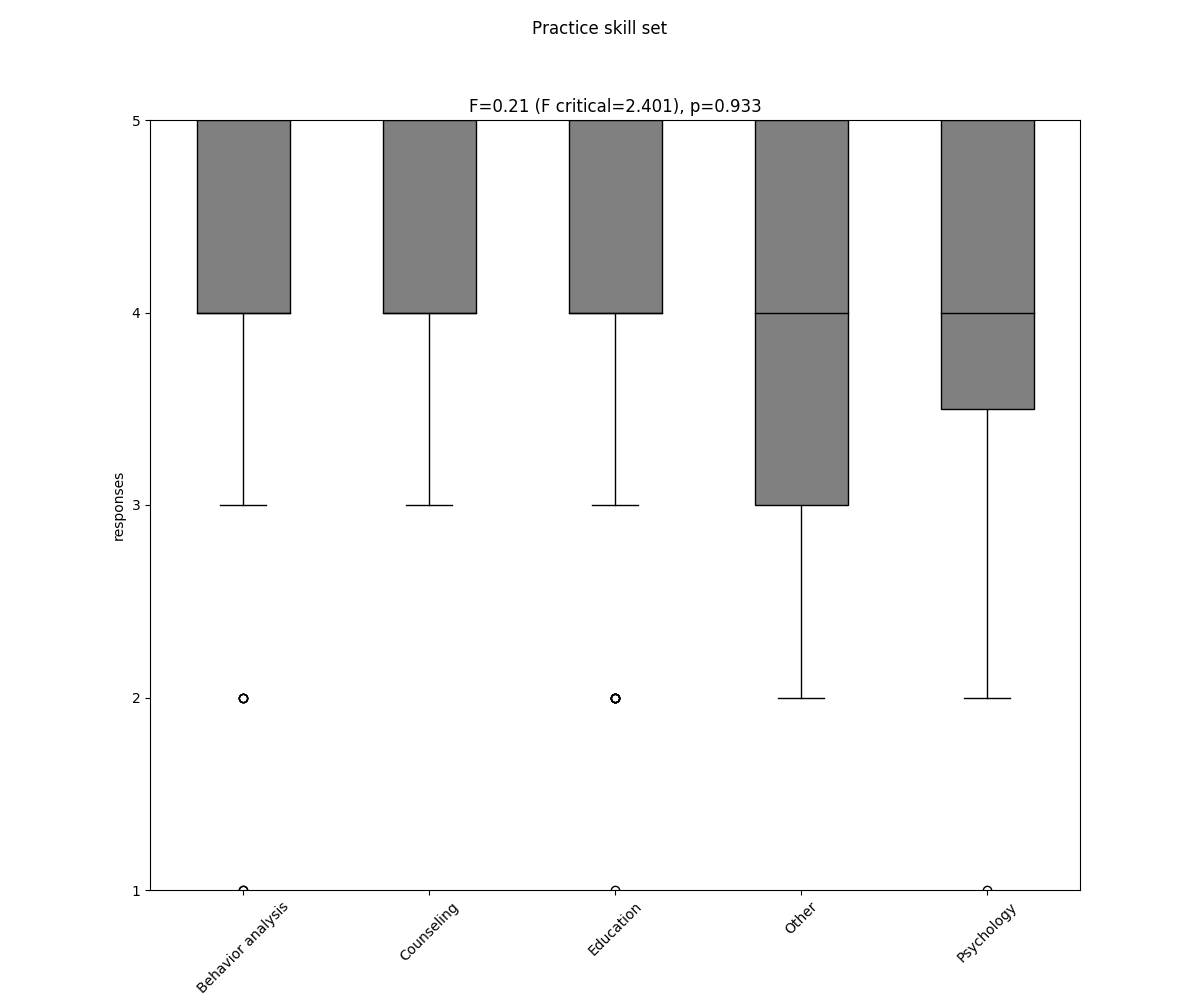 Practice skill set
F=0.21 (F critical=2.401), p=0.933
5
4
3
2
1
responses
Behavior analysis
Counseling
Education
Other
Psychology